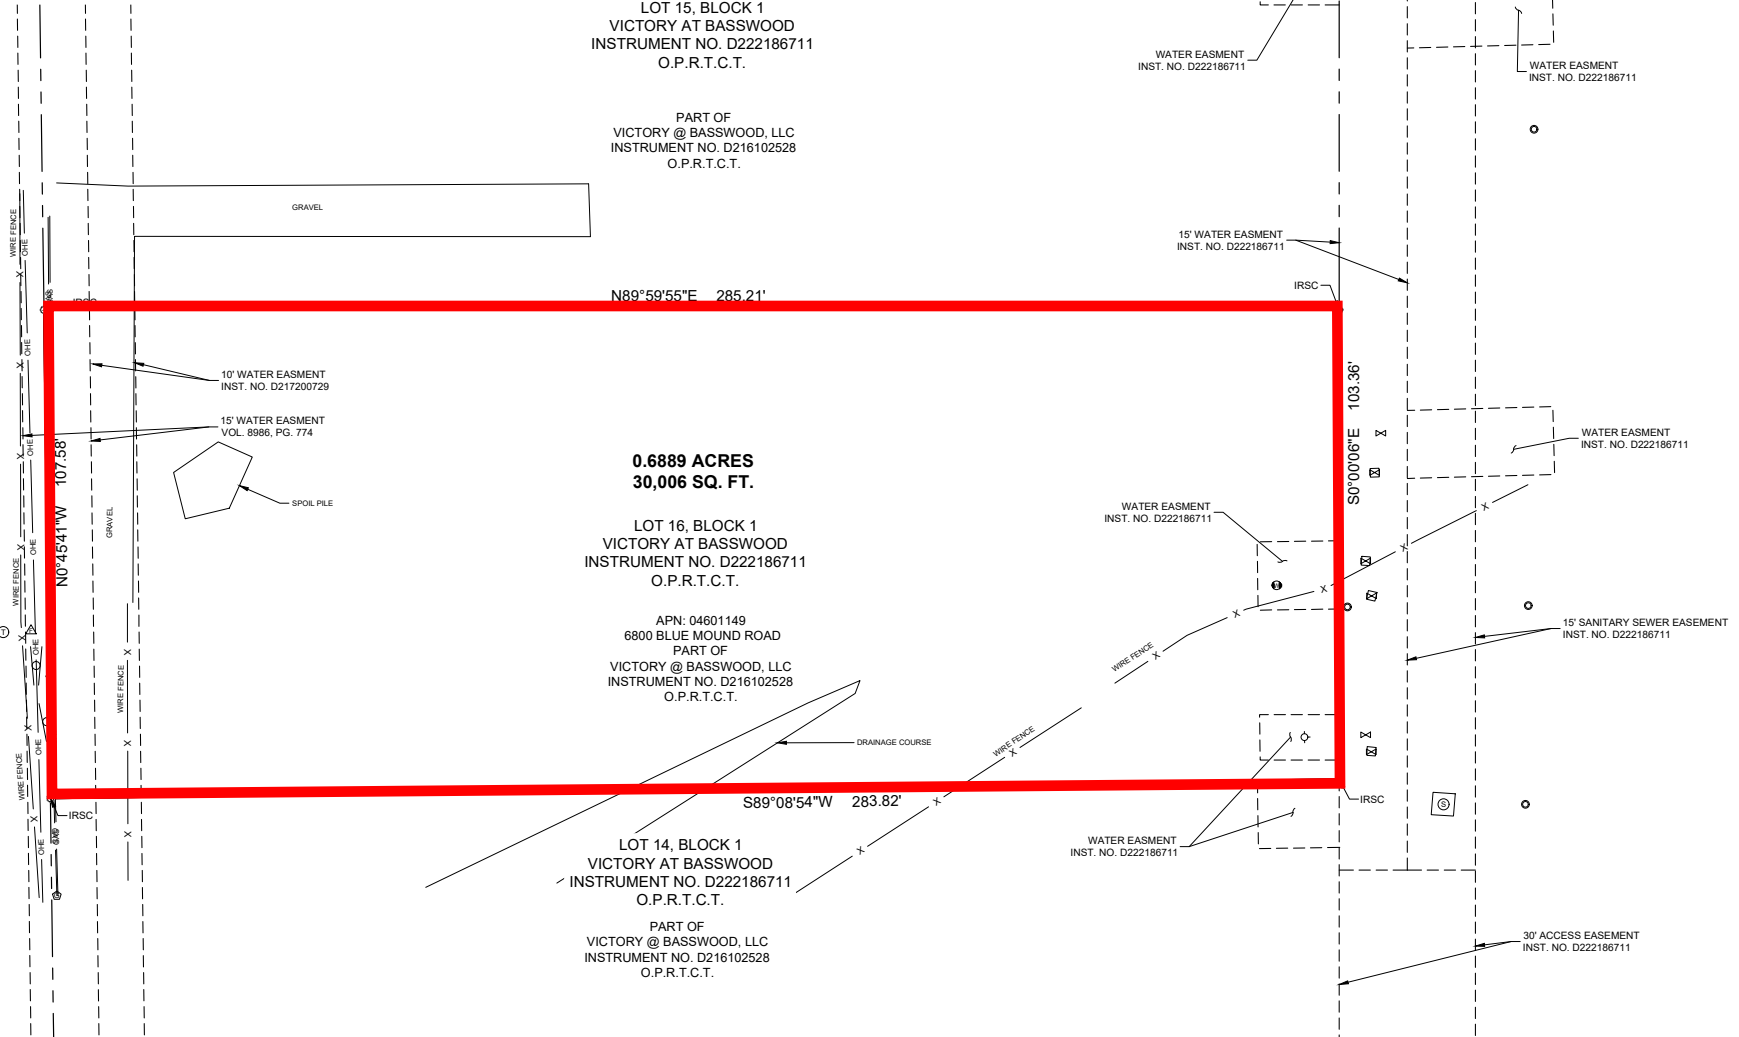 LOT 15, BLOCK 1
VICTORY AT BASSWOOD
INSTRUMENT NO. D222186711
O.P.R.T.C.T.
PART OF
VICTORY @ BASSWOOD, LLC
INSTRUMENT NO. D216102528
O.P.R.T.C.T.
WATER EASMENT
INST. NO. D222186711
WATER EASMENT
INST. NO. D222186711
GRAVEL
WIRE FENCE
OHE
15' WATER EASMENT
INST. NO. D222186711
IRSC
N89°59'55"E 285.21'
OHE
10' WATER EASMENT
INST. NO. D217200729
15' WATER EASMENT
VOL. 8986, PG. 774
OHE
N0°45'41"W 107.58'
SPOIL PILE
GRAVEL
S0°00'06"E 103.36'
WATER EASMENT
INST. NO. D222186711
0.6889 ACRES
30,006 SQ. FT.
LOT 16, BLOCK 1
VICTORY AT BASSWOOD
INSTRUMENT NO. D222186711
O.P.R.T.C.T.
APN: 04601149
6800 BLUE MOUND ROAD
PART OF
VICTORY @ BASSWOOD, LLC
INSTRUMENT NO. D216102528
O.P.R.T.C.T.
WATER EASMENT
INST. NO. D222186711
OHE
WIRE FENCE
T
OHE
WIRE FENCE
WIRE FENCE
15' SANITARY SEWER EASEMENT
INST. NO. D222186711
DRAINAGE COURSE
WIRE FENCE
OHE
WIRE FENCE
S89°08'54"W 283.82'
IRSC
IRSC
S
OHE
LOT 14, BLOCK 1
VICTORY AT BASSWOOD
INSTRUMENT NO. D222186711
O.P.R.T.C.T.
WATER EASMENT
INST. NO. D222186711
PART OF
VICTORY @ BASSWOOD, LLC
INSTRUMENT NO. D216102528
O.P.R.T.C.T.
30' ACCESS EASEMENT
INST. NO. D222186711